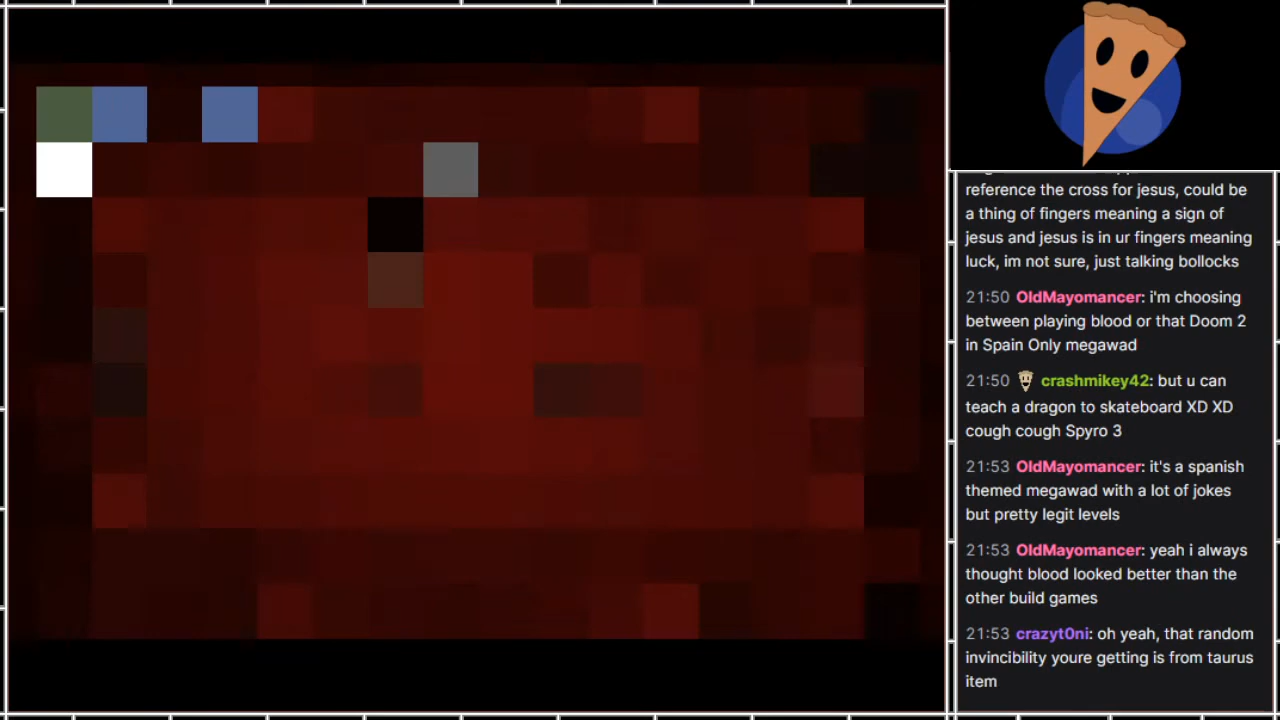 reference the cross for jesus, could be
a thing of fingers meaning a sign of
jesus and jesus is in ur fingers meaning
luck, im not sure, just talking bollocks
21:50 OldMayomancer: i'm choosing
between playing blood or that Doom 2
in Spain Only megawad
21:50 crashmikey42: but u can
teach a dragon to skateboard XD XD
cough cough Spyro 3
21:53 OldMayomancer: it's a spanish
themed megawad with a lot of jokes
but pretty legit levels
21:53 OldMayomancer: yeah i always
thought blood looked better than the
other build games
21:53 crazyt0ni: oh yeah, that random
invincibility youre getting is from taurus
item